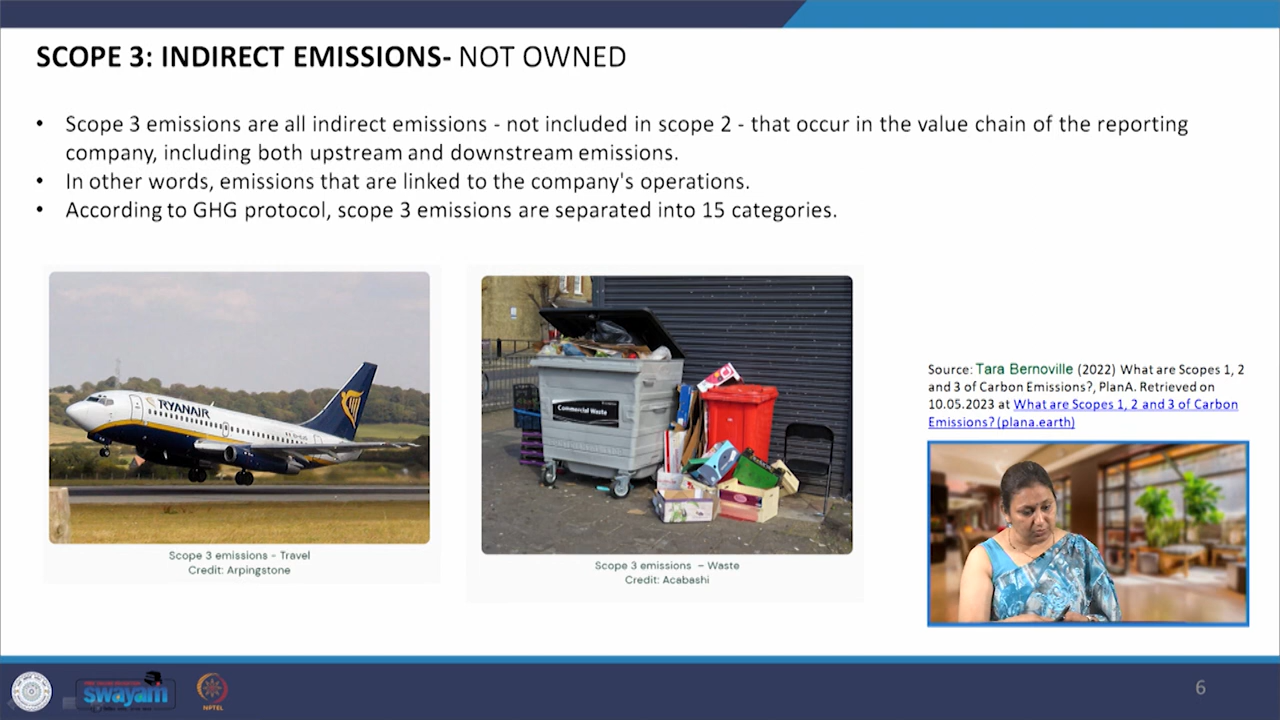 SCOPE 3: INDIRECT EMISSIONS- NOT OWNED
• Scope 3 emissions are all indirect emissions - not included in scope 2 - that occur in the value chain of the reporting
company, including both upstream and downstream emissions.
• In other words, emissions that are linked to the company's operations.
• According to GHG protocol, scope 3 emissions are separated into 15 categories.
RYANAIR
Scope 3 emissions - Travel
Credit: Arpingstone
Commercial Waste
Scope 3 emissions – Waste
Credit: Acabashi
Source: Tara Bernoville (2022) What are Scopes 1, 2
and 3 of Carbon Emissions?, PlanA. Retrieved on
10.05.2023 at What are Scopes 1, 2 and 3 of Carbon
Emissions? (plana.earth)
swayam
NPTEL
6